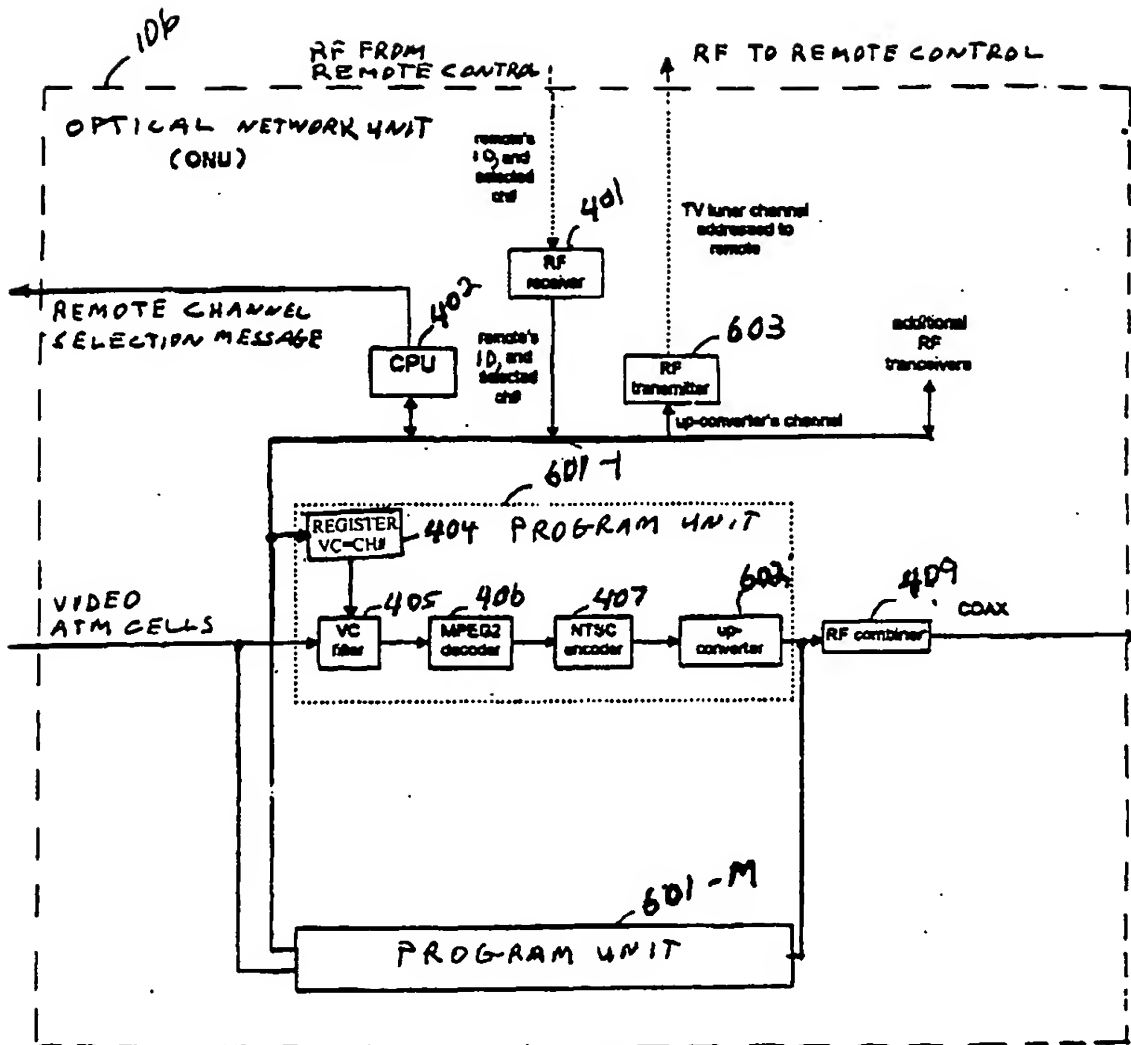 106
RF FROM
REMOTE CONTROL
RF TO REMOTE CONTROL
OPTICAL NETWORK UNIT
(ONU)
remote's
ID, and
selected
ch#
401
RF
receiver
TV tuner channel
addressed to
remote
REMOTE CHANNEL
SELECTION MESSAGE
402
CPU
remote's
ID, and
selected
ch#
603
RF
transmitter
additional
RF
tranceivers
up-converter's channel
601-1
REGISTER
VC=CH#
404
PROGRAM UNIT
VIDEO
ATM CELLS
405
VC
filter
406
MPEG2
decoder
407
NTSC
encoder
602
up-
converter
409
RF combiner
COAX
601-M
PROGRAM UNIT